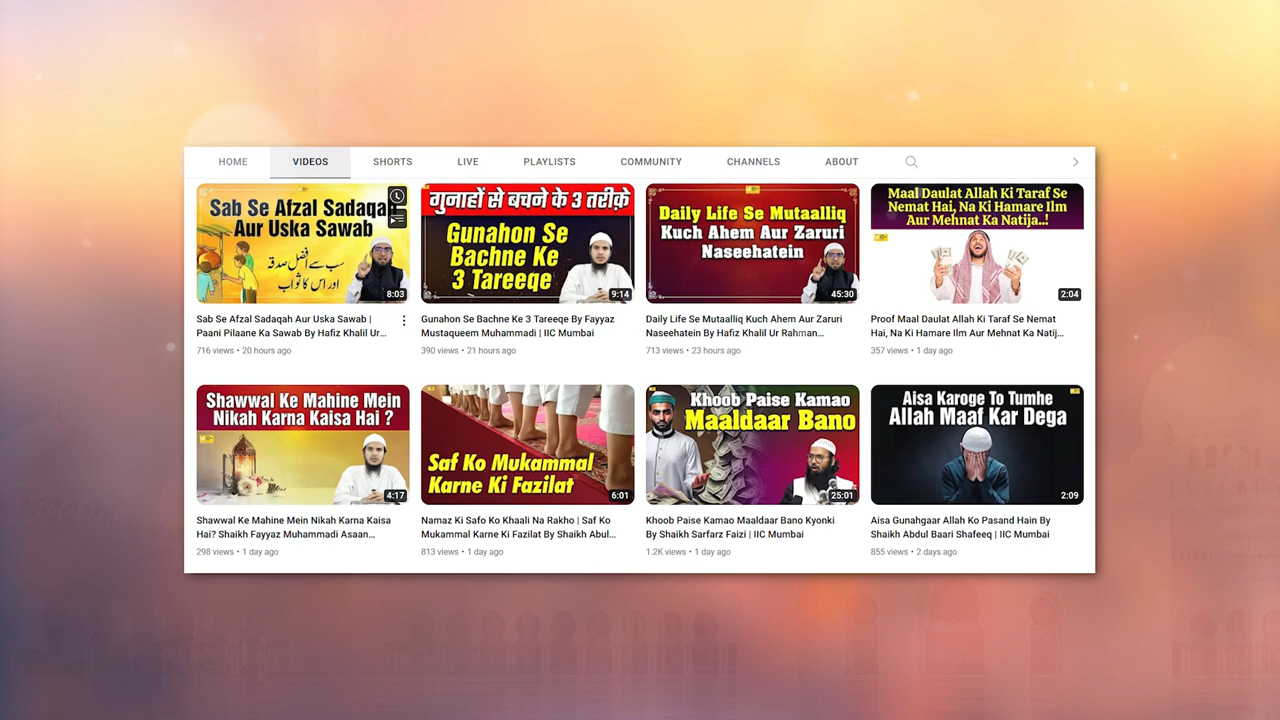 HOME VIDEOS SHORTS LIVE PLAYLISTS COMMUNITY CHANNELS ABOUT
Sab Se Afzal Sadaqah
Aur Uska Sawab
سب سے افضل صدقہ
اور اس کا ثواب
8:03
Sab Se Afzal Sadaqah Aur Uska Sawab |
Paani Pilaane Ka Sawab By Hafiz Khalil Ur...
716 views • 20 hours ago
गुनाहों से बचने के 3 तरीक़े
Gunahon Se
Bachne Ke
3 Tareeqe
9:14
Gunahon Se Bachne Ke 3 Tareeqe By Fayyaz
Mustaqueem Muhammadi | IIC Mumbai
390 views • 21 hours ago
Daily Life Se Mutaalliq
Kuch Ahem Aur Zaruri
Naseehatein
45:30
Daily Life Se Mutaalliq Kuch Ahem Aur Zaruri
Naseehatein By Hafiz Khalil Ur Rahman...
713 views • 23 hours ago
Maal Daulat Allah Ki Taraf Se
Nemat Hai, Na Ki Hamare Ilm
Aur Mehnat Ka Natija..!
2:04
Proof Maal Daulat Allah Ki Taraf Se Nemat
Hai, Na Ki Hamare Ilm Aur Mehnat Ka Natij...
357 views • 1 day ago
Shawwal Ke Mahine Mein
Nikah Karna Kaisa Hai ?
4:17
Shawwal Ke Mahine Mein Nikah Karna Kaisa
Hai? Shaikh Fayyaz Muhammadi Asaan...
298 views • 1 day ago
Saf Ko Mukammal
Karne Ki Fazilat
6:01
Namaz Ki Safo Ko Khaali Na Rakho | Saf Ko
Mukammal Karne Ki Fazilat By Shaikh Abul...
813 views • 1 day ago
Khoob Paise Kamao
Maaldaar Bano
25:01
Khoob Paise Kamao Maaldaar Bano Kyonki
By Shaikh Sarfarz Faizi | IIC Mumbai
1.2K views • 1 day ago
Aisa Karoge To Tumhe
Allah Maaf Kar Dega
2:09
Aisa Gunahgaar Allah Ko Pasand Hain By
Shaikh Abdul Baari Shafeeq | IIC Mumbai
855 views • 2 days ago